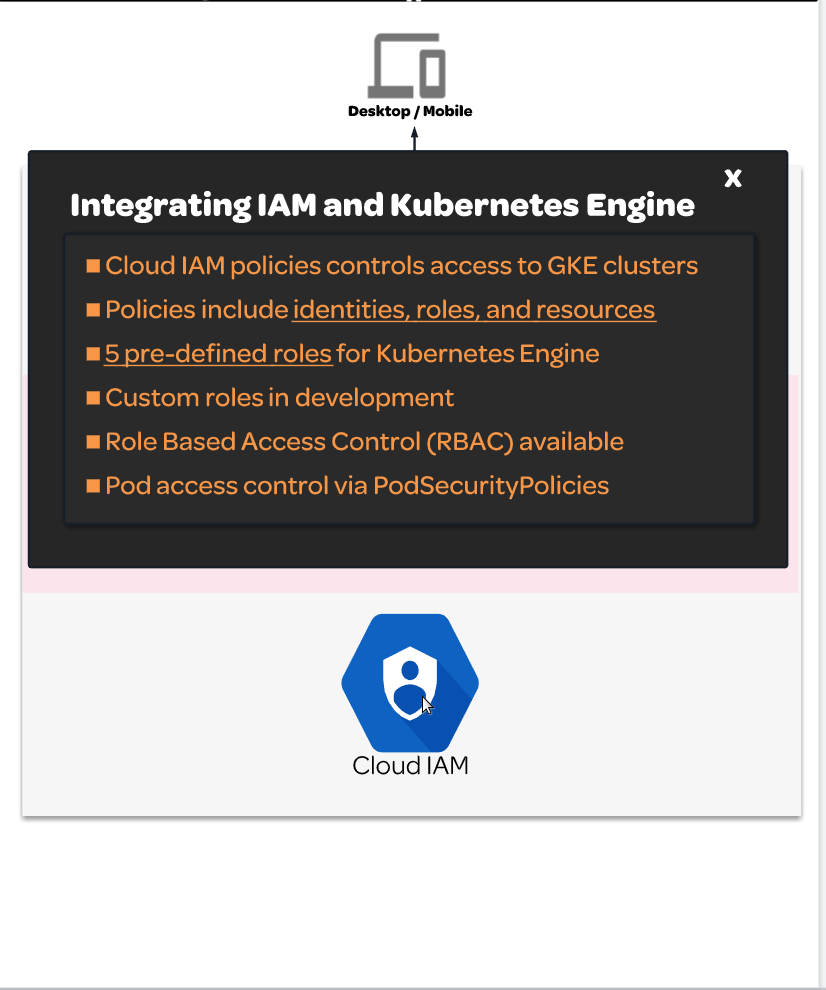 Desktop / Mobile
X
Integrating IAM and Kubernetes Engine
Cloud IAM policies controls access to GKE clusters
Policies include identities, roles, and resources
5 pre-defined roles for Kubernetes Engine
Custom roles in development
Role Based Access Control (RBAC) available
Pod access control via PodSecurityPolicies
Cloud IAM